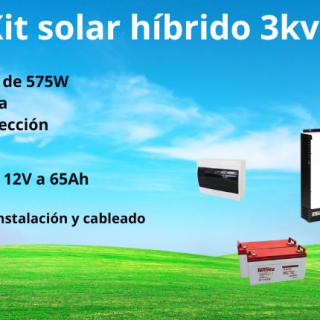 Kit solar híbrido 3kv
de 575W
a
ección
12V a 65Ah
nstalación y cableado